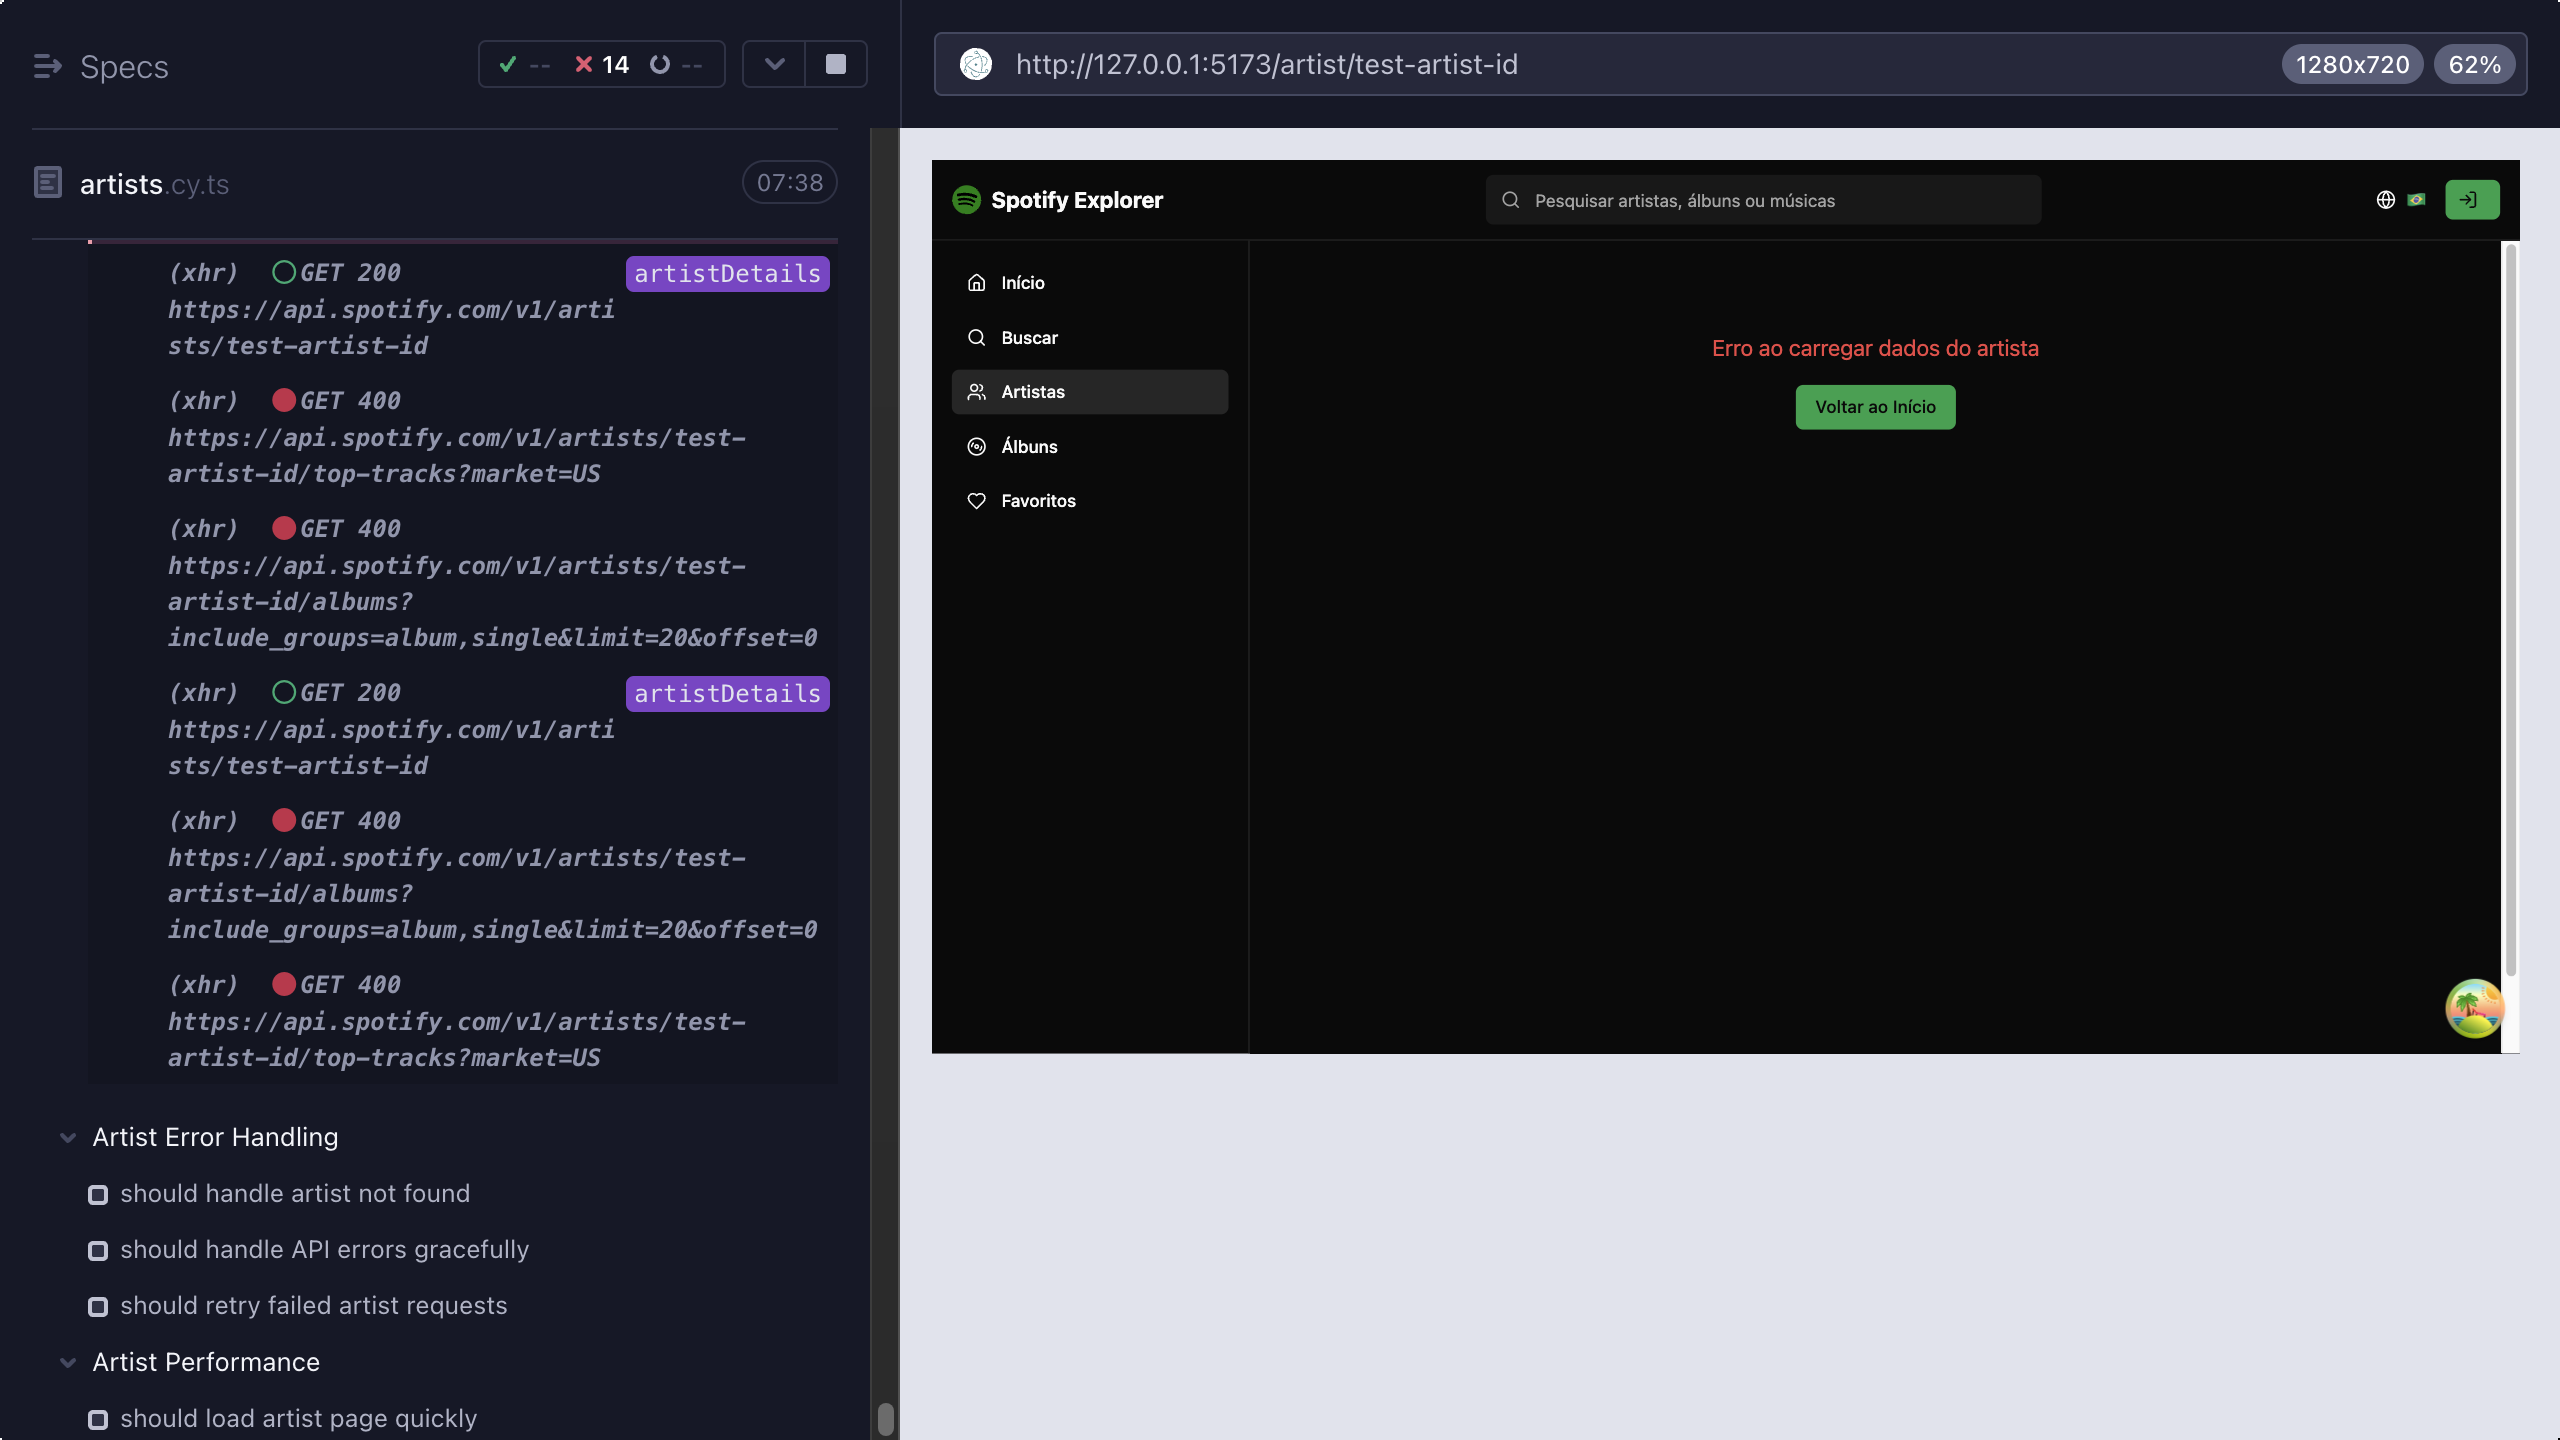 Specs
-- 14 --
http://127.0.0.1:5173/artist/test-artist-id
1280x720
62%
artists.cy.ts
07:38
(xhr) GET 200 artistDetails
https://api.spotify.com/v1/arti
sts/test-artist-id
(xhr) GET 400
https://api.spotify.com/v1/artists/test-
artist-id/top-tracks?market=US
(xhr) GET 400
https://api.spotify.com/v1/artists/test-
artist-id/albums?
include_groups=album,single&limit=20&offset=0
(xhr) GET 200 artistDetails
https://api.spotify.com/v1/arti
sts/test-artist-id
(xhr) GET 400
https://api.spotify.com/v1/artists/test-
artist-id/albums?
include_groups=album,single&limit=20&offset=0
(xhr) GET 400
https://api.spotify.com/v1/artists/test-
artist-id/top-tracks?market=US
Artist Error Handling
should handle artist not found
should handle API errors gracefully
should retry failed artist requests
Artist Performance
should load artist page quickly
Spotify Explorer
Pesquisar artistas, álbuns ou músicas
Início
Buscar
Artistas
Álbuns
Favoritos
Erro ao carregar dados do artista
Voltar ao Início